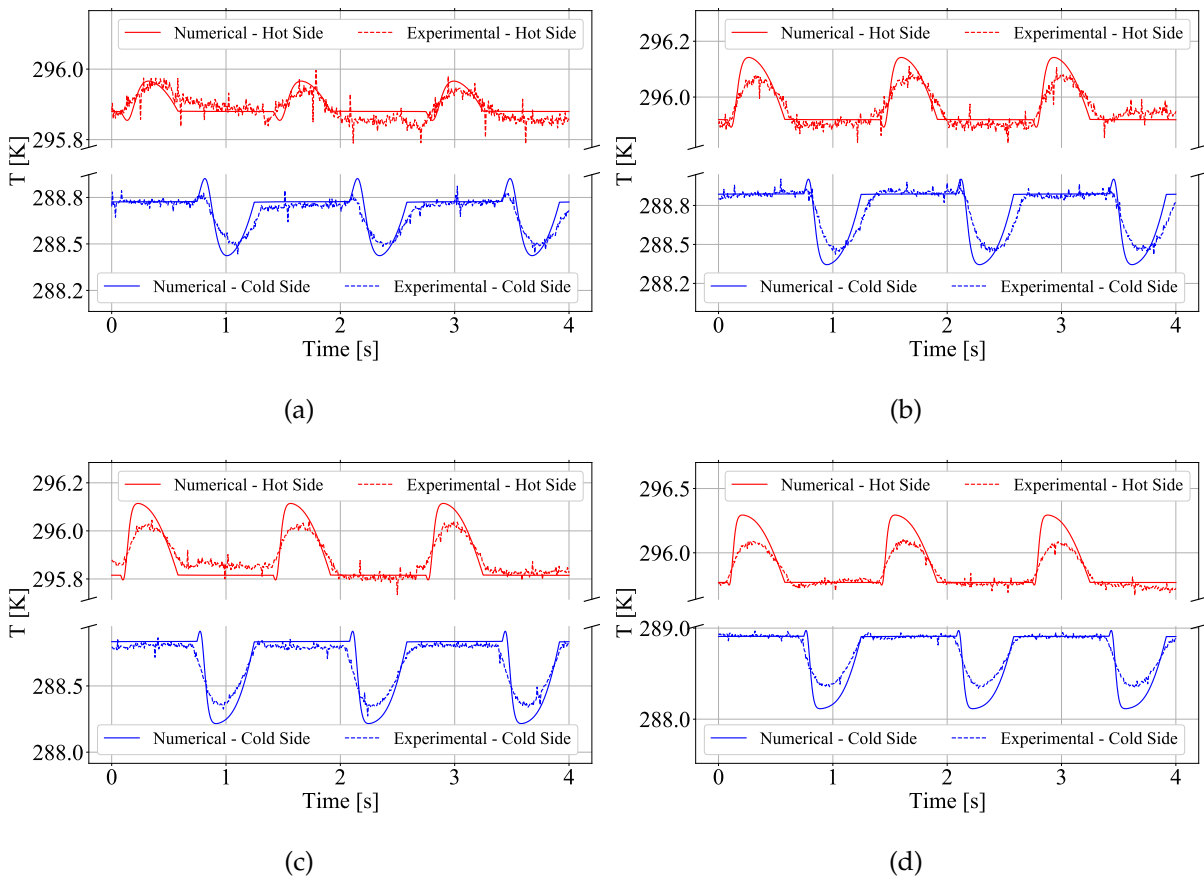 Numerical - Hot Side Experimental - Hot Side
296.0
295.8
T [K]
288.8
288.5
288.2
Numerical - Cold Side Experimental - Cold Side
0 1 2 3 4
Time [s]
(a)
Numerical - Hot Side Experimental - Hot Side
296.2
296.0
T [K]
288.8
288.5
288.2
Numerical - Cold Side Experimental - Cold Side
0 1 2 3 4
Time [s]
(b)
Numerical - Hot Side Experimental - Hot Side
296.2
296.0
295.8
T [K]
288.5
288.0
Numerical - Cold Side Experimental - Cold Side
0 1 2 3 4
Time [s]
(c)
Numerical - Hot Side Experimental - Hot Side
296.5
296.0
T [K]
289.0
288.0
Numerical - Cold Side Experimental - Cold Side
0 1 2 3 4
Time [s]
(d)